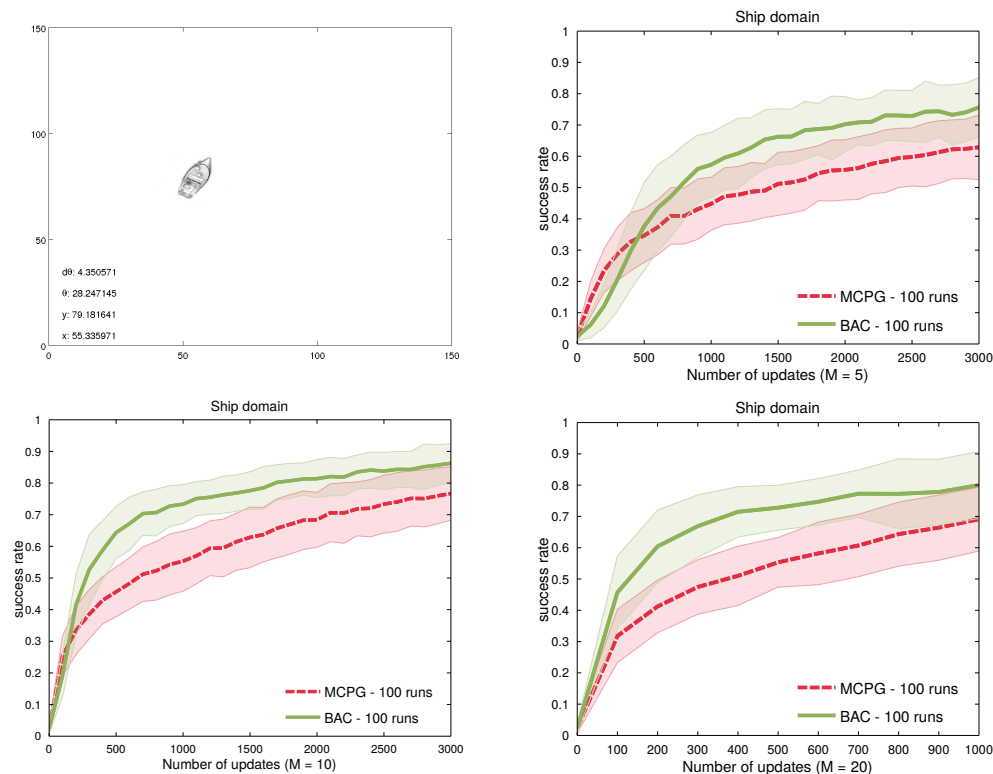 150
100
50
0
dθ: 4.350571
θ: 28.247145
y: 79.181641
x: 55.335971
0 50 100 150
Ship domain
success rate
1
0.9
0.8
0.7
0.6
0.5
0.4
0.3
0.2
0.1
0
MCPG - 100 runs
BAC - 100 runs
0 500 1000 1500 2000 2500 3000
Number of updates (M = 5)
Ship domain
success rate
1
0.9
0.8
0.7
0.6
0.5
0.4
0.3
0.2
0.1
0
MCPG - 100 runs
BAC - 100 runs
0 500 1000 1500 2000 2500 3000
Number of updates (M = 10)
Ship domain
success rate
1
0.9
0.8
0.7
0.6
0.5
0.4
0.3
0.2
0.1
0
MCPG - 100 runs
BAC - 100 runs
0 100 200 300 400 500 600 700 800 900 1000
Number of updates (M = 20)